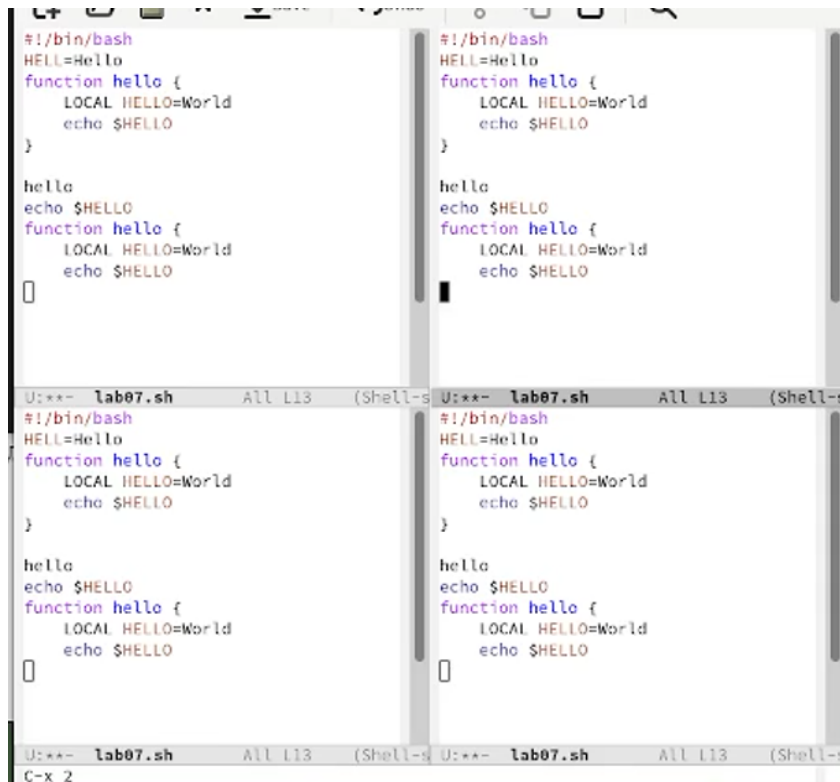 #!/bin/bash
HELL=Hello
function hello {
    LOCAL HELLO=World
    echo $HELLO
}
hello
echo $HELLO
function hello {
    LOCAL HELLO=World
    echo $HELLO
U:**-  lab07.sh       All L13    (Shell-s
#!/bin/bash
HELL=Hello
function hello {
    LOCAL HELLO=World
    echo $HELLO
}
hello
echo $HELLO
function hello {
    LOCAL HELLO=World
    echo $HELLO
U:**-  lab07.sh       All L13    (Shell-s
#!/bin/bash
HELL=Hello
function hello {
    LOCAL HELLO=World
    echo $HELLO
}
hello
echo $HELLO
function hello {
    LOCAL HELLO=World
    echo $HELLO
U:**-  lab07.sh       All L13    (Shell-s
#!/bin/bash
HELL=Hello
function hello {
    LOCAL HELLO=World
    echo $HELLO
}
hello
echo $HELLO
function hello {
    LOCAL HELLO=World
    echo $HELLO
U:**-  lab07.sh       All L13    (Shell-s
C-x 2